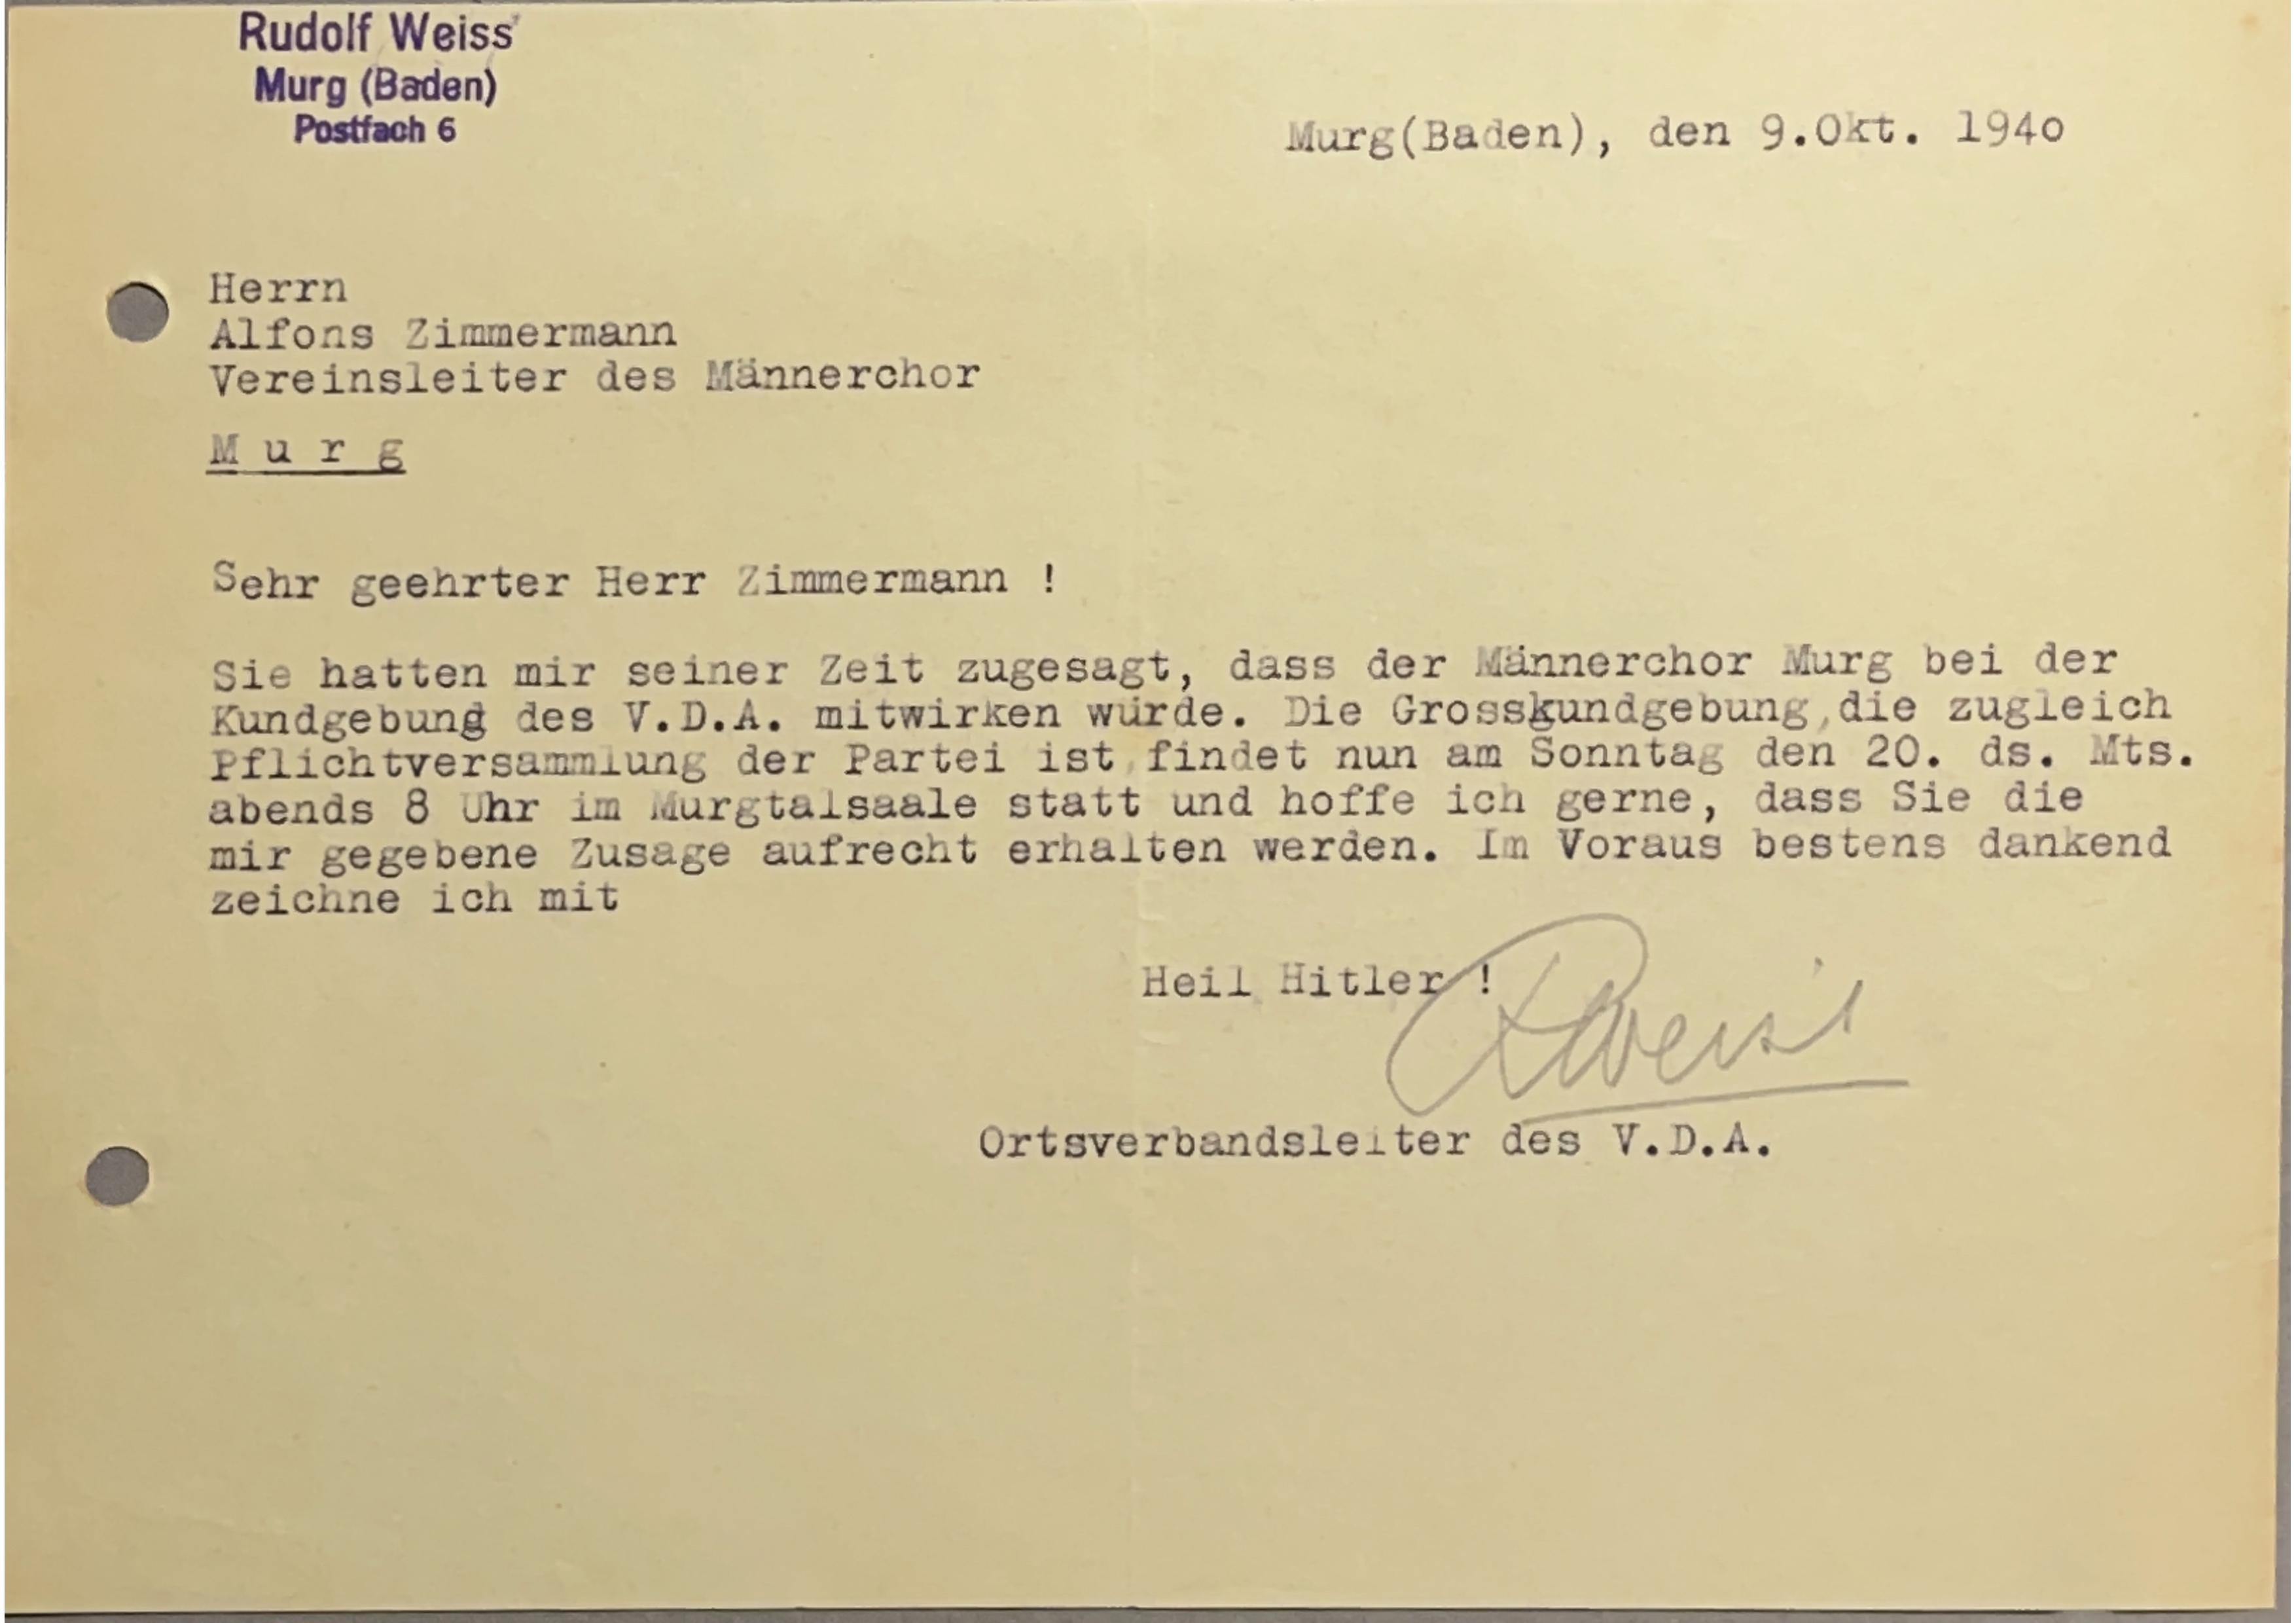 Rudolf Weiss
Murg (Baden)
Postfach 6
Murg(Baden), den 9.Okt. 1940
Herrn
Alfons Zimmermann
Vereinsleiter des Männerchor
M u r g
Sehr geehrter Herr Zimmermann !
Sie hatten mir seiner Zeit zugesagt, dass der Männerchor Murg bei der
Kundgebung des V.D.A. mitwirken würde. Die Grosskundgebung,die zugleich
Pflichtversammlung der Partei ist,findet nun am Sonntag den 20. ds. Mts.
abends 8 Uhr im Murgtalsaale statt und hoffe ich gerne, dass Sie die
mir gegebene Zusage aufrecht erhalten werden. Im Voraus bestens dankend
zeichne ich mit
Heil Hitler !
RWeiss
Ortsverbandsleiter des V.D.A.